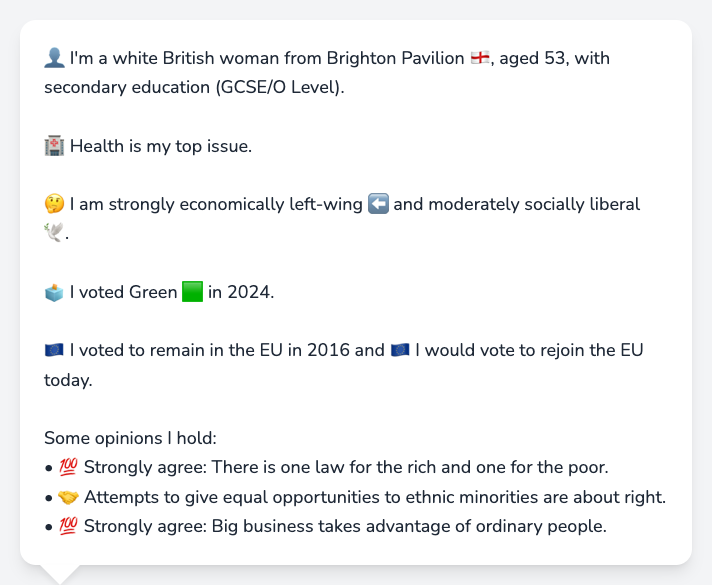 👤 I'm a white British woman from Brighton Pavilion 🏴󠁧󠁢󠁥󠁮󠁧󠁿, aged 53, with
secondary education (GCSE/O Level).
🏥 Health is my top issue.
🤔 I am strongly economically left-wing ⬅️ and moderately socially liberal
🕊️.
🗳️ I voted Green 🟩 in 2024.
🇪🇺 I voted to remain in the EU in 2016 and 🇪🇺 I would vote to rejoin the EU
today.
Some opinions I hold:
• 💯 Strongly agree: There is one law for the rich and one for the poor.
• 🤝 Attempts to give equal opportunities to ethnic minorities are about right.
• 💯 Strongly agree: Big business takes advantage of ordinary people.